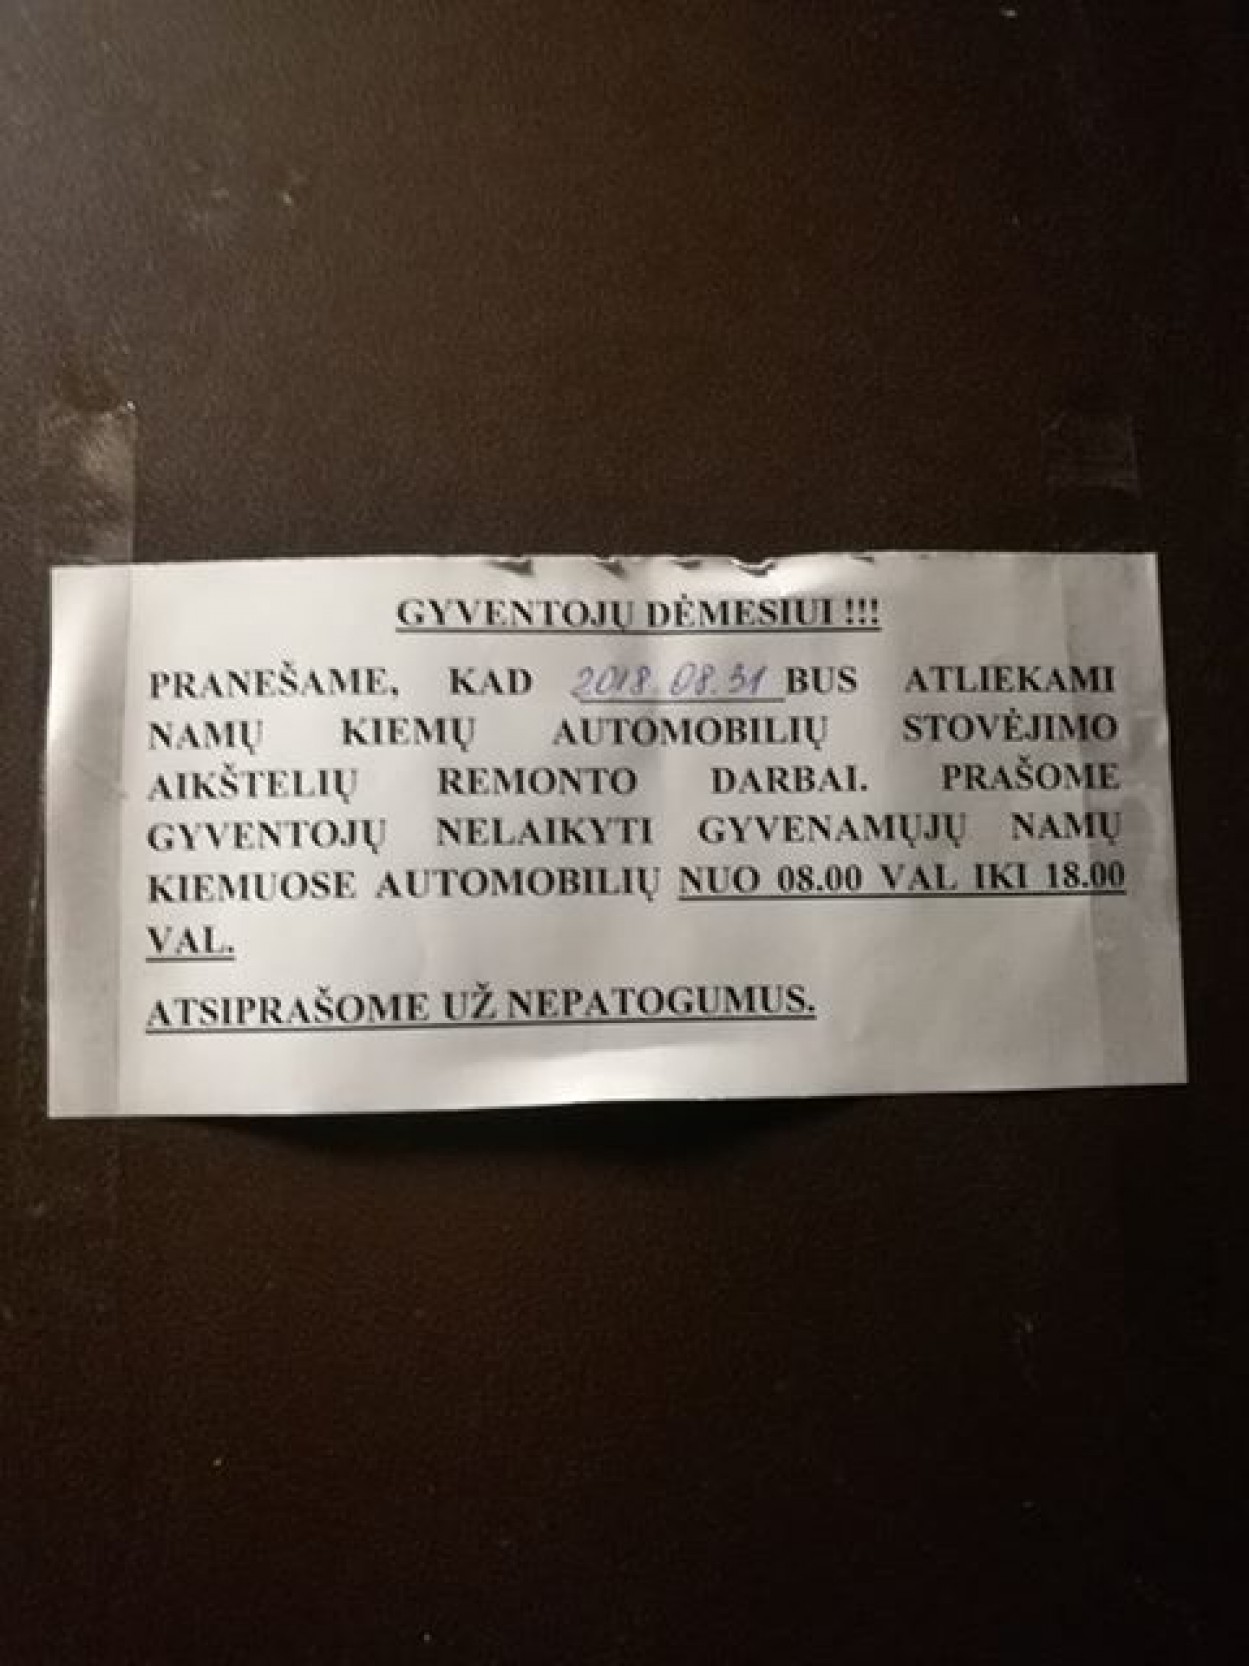 GYVENTOJŲ DĖMESIUI !!!
PRANEŠAME, KAD 2018.08.31 BUS ATLIEKAMI
NAMŲ KIEMŲ AUTOMOBILIŲ STOVĖJIMO
AIKŠTELIŲ REMONTO DARBAI. PRAŠOME
GYVENTOJŲ NELAIKYTI GYVENAMŲJŲ NAMŲ
KIEMUOSE AUTOMOBILIŲ NUO 08.00 VAL IKI 18.00
VAL.
ATSIPRAŠOME UŽ NEPATOGUMUS.